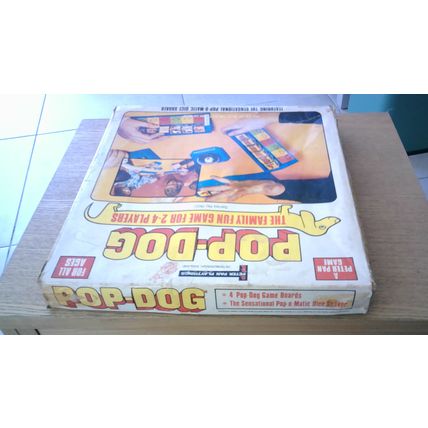 FEATURING THE SENSATIONAL POP-O-MATIC DICE SHAKER
THE FAMILY FUN GAME FOR 2-4 PLAYERS
POP-DOG
FOR ALL
AGES
PETER PAN PLAYTHINGS
A
PETER PAN
GAME
POP-DOG
• 4 Pop-Dog Game Boards
• The Sensational Pop o Matic Dice Shaker